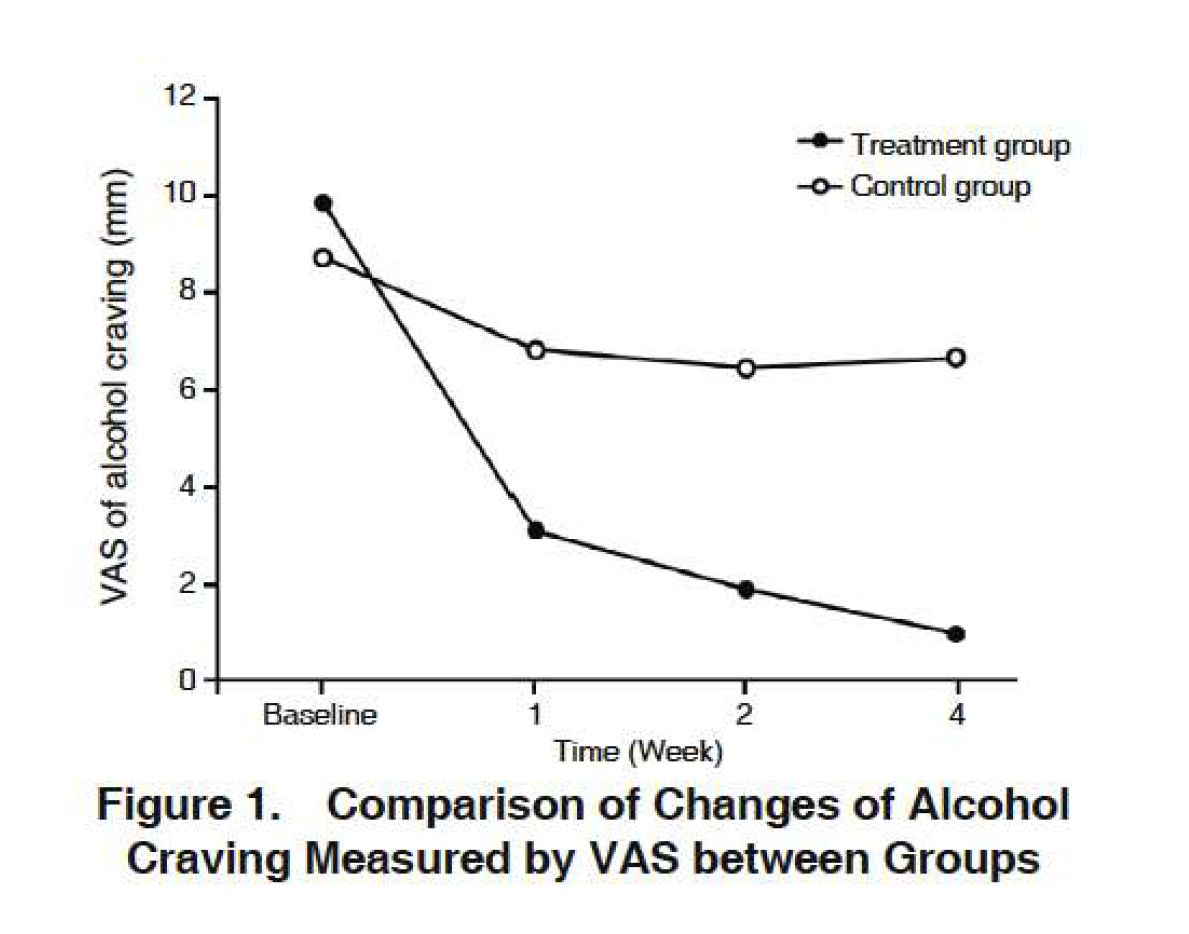 12
10
8
6
4
2
0
VAS of alcohol craving (mm)
Treatment group
Control group
Baseline 1 2 4
Time (Week)
Figure 1. Comparison of Changes of Alcohol
Craving Measured by VAS between Groups